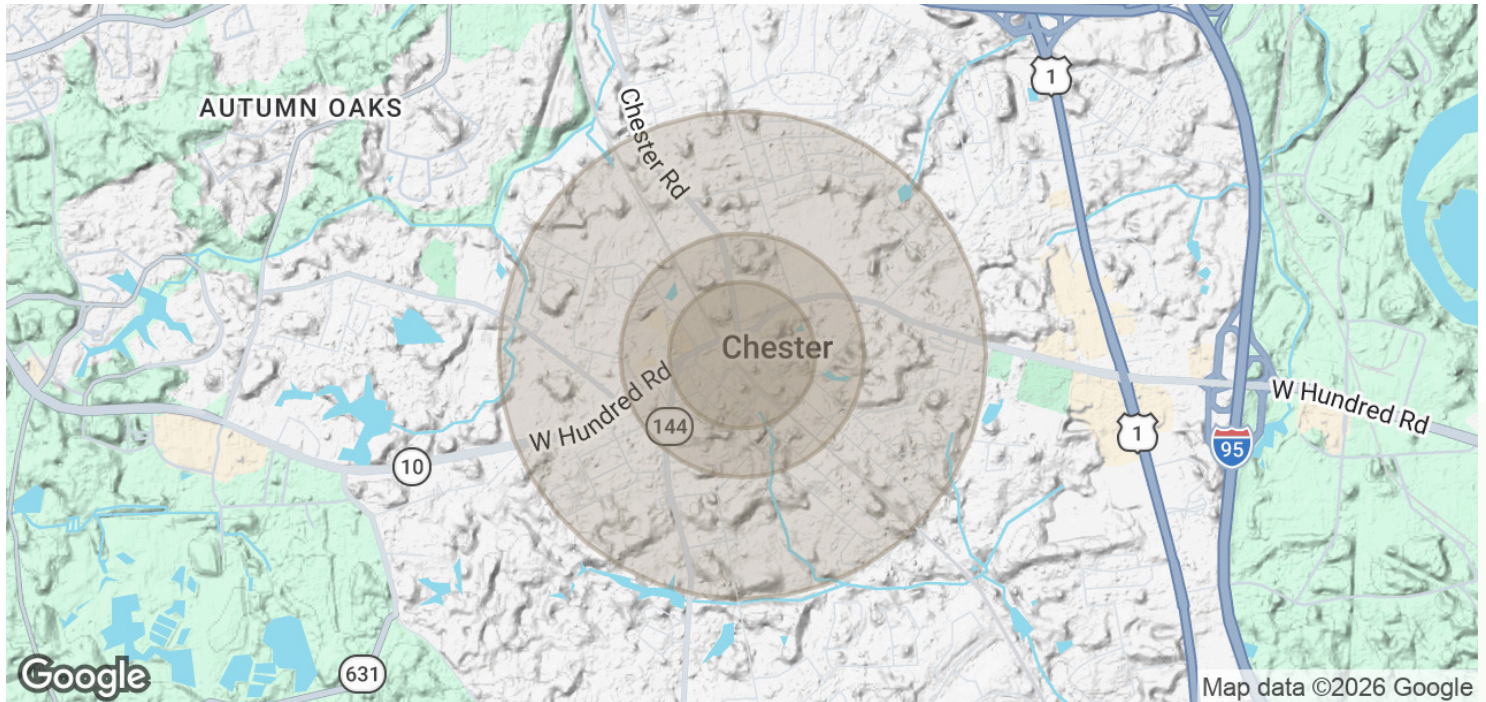 1
Chester Rd
AUTUMN OAKS
Chester
W Hundred Rd
W Hundred Rd
144
1
95
10
631
Google
Map data ©2026 Google